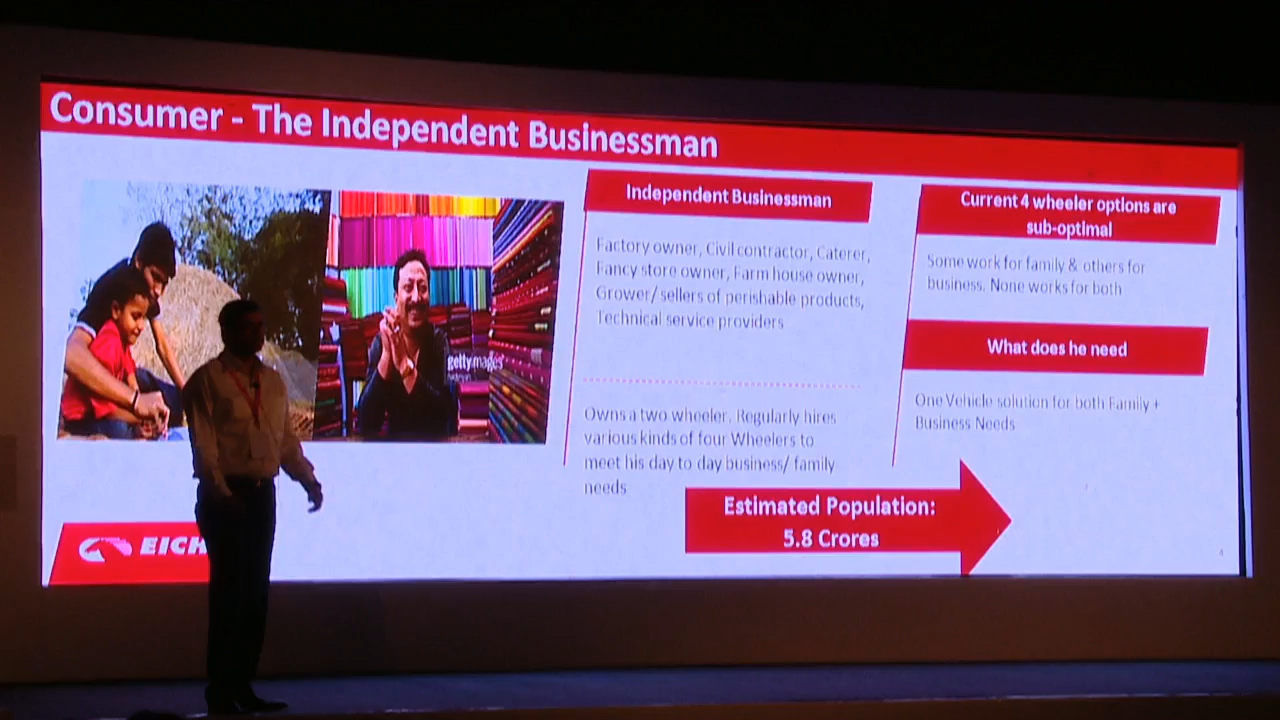 Consumer - The Independent Businessman
Independent Businessman
Factory owner, Civil contractor, Caterer,
Fancy store owner, Farm house owner,
Grower/ sellers of perishable products,
Technical service providers
Owns a two wheeler. Regularly hires
various kinds of four Wheelers to
meet his day to day business/ family
needs
Current 4 wheeler options are
sub-optimal
Some work for family & others for
business. None works for both
What does he need
One Vehicle solution for both Family +
Business Needs
Estimated Population:
5.8 Crores
gettyimages
EICH
4